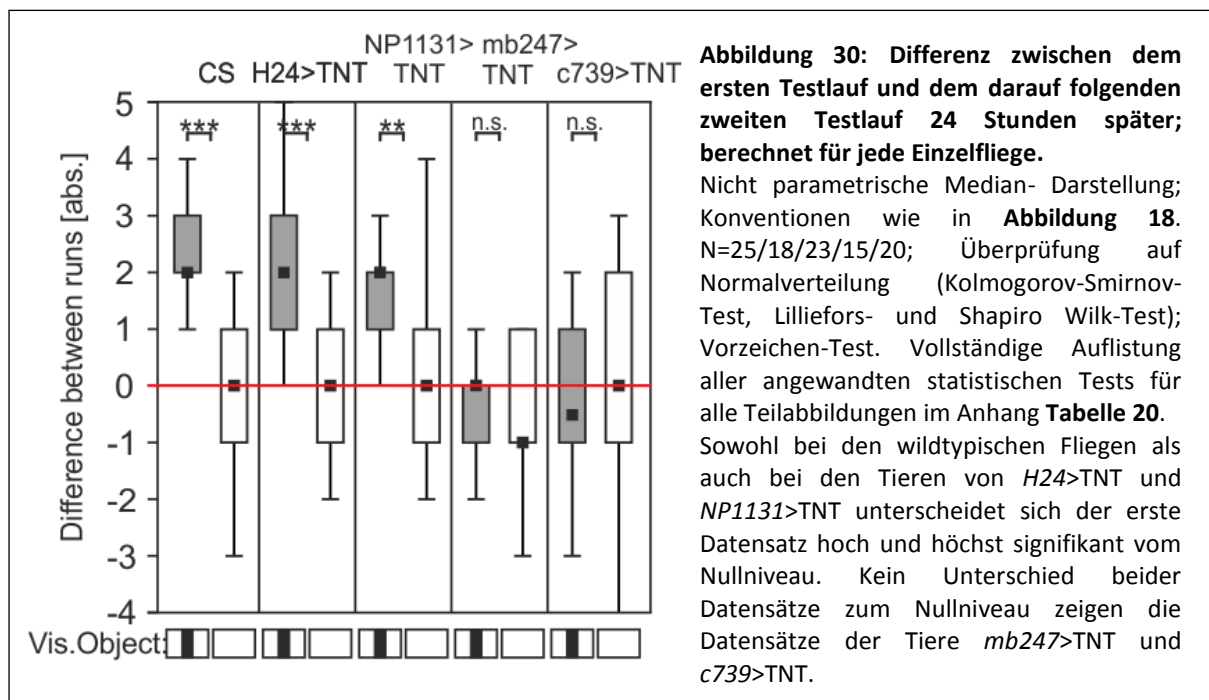 NP1131> mb247>
CS H24>TNT TNT TNT c739>TNT
5
4
3
2
1
0
-1
-2
-3
-4
Difference between runs [abs.]
*** *** ** n.s. n.s.
Vis.Object:
Abbildung 30: Differenz zwischen dem
ersten Testlauf und dem darauf folgenden
zweiten Testlauf 24 Stunden später;
berechnet für jede Einzelfliege.
Nicht parametrische Median- Darstellung;
Konventionen wie in Abbildung 18.
N=25/18/23/15/20; Überprüfung auf
Normalverteilung (Kolmogorov-Smirnov-
Test, Lilliefors- und Shapiro Wilk-Test);
Vorzeichen-Test. Vollständige Auflistung
aller angewandten statistischen Tests für
alle Teilabbildungen im Anhang Tabelle 20.
Sowohl bei den wildtypischen Fliegen als
auch bei den Tieren von H24>TNT und
NP1131>TNT unterscheidet sich der erste
Datensatz hoch und höchst signifikant vom
Nullniveau. Kein Unterschied beider
Datensätze zum Nullniveau zeigen die
Datensätze der Tiere mb247>TNT und
c739>TNT.